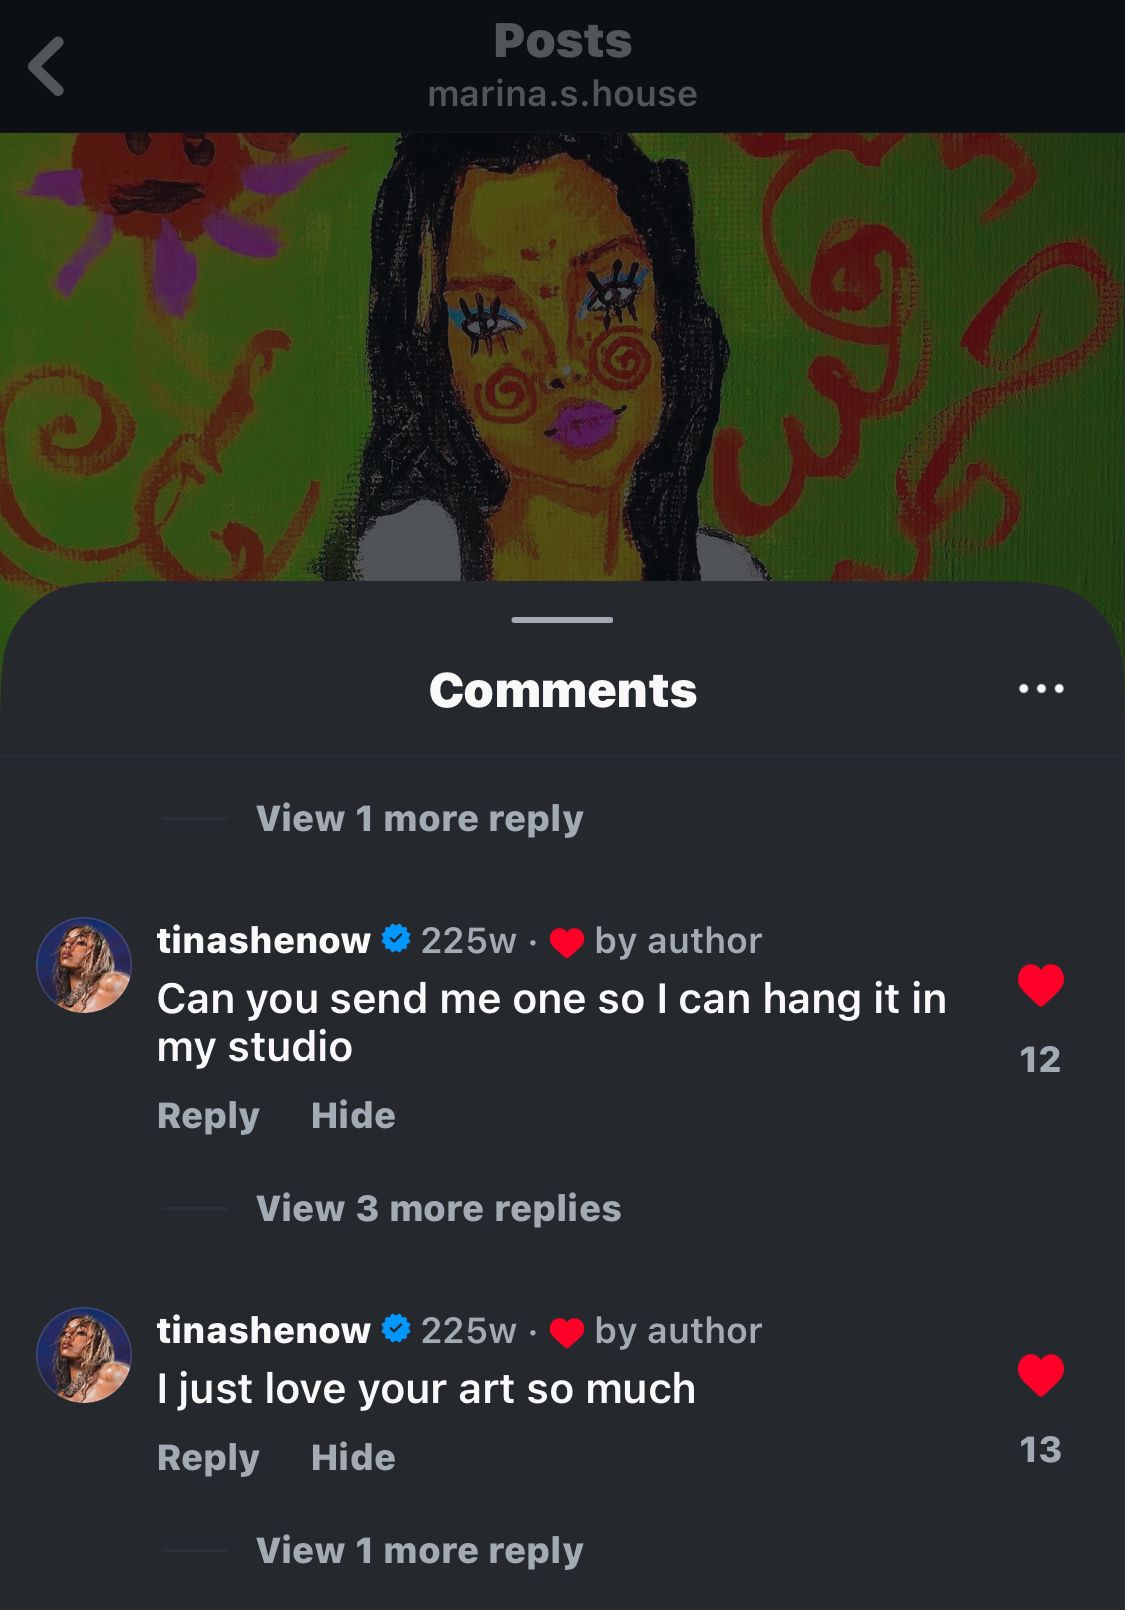 Posts
marina.s.house
Comments
View 1 more reply
tinashenow 225w · ❤️ by author
Can you send me one so I can hang it in
my studio
12
Reply Hide
View 3 more replies
tinashenow 225w · ❤️ by author
I just love your art so much
13
Reply Hide
View 1 more reply